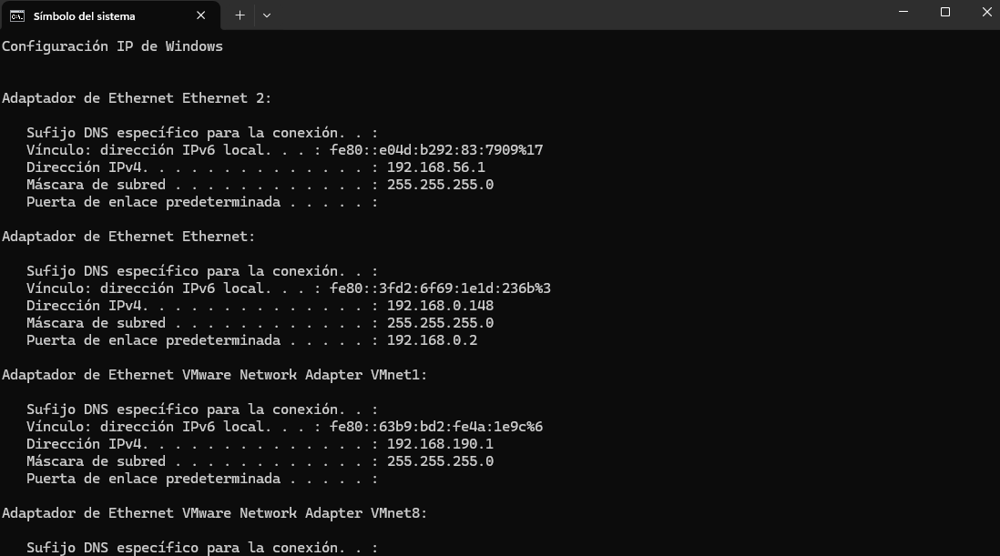 Símbolo del sistema
Configuración IP de Windows
Adaptador de Ethernet Ethernet 2:
Sufijo DNS específico para la conexión. . :
Vínculo: dirección IPv6 local. . . : fe80::e04d:b292:83:7909%17
Dirección IPv4. . . . . . . . . . . . . . : 192.168.56.1
Máscara de subred . . . . . . . . . . . . : 255.255.255.0
Puerta de enlace predeterminada . . . . . :
Adaptador de Ethernet Ethernet:
Sufijo DNS específico para la conexión. . :
Vínculo: dirección IPv6 local. . . : fe80::3fd2:6f69:1e1d:236b%3
Dirección IPv4. . . . . . . . . . . . . . : 192.168.0.148
Máscara de subred . . . . . . . . . . . . : 255.255.255.0
Puerta de enlace predeterminada . . . . . : 192.168.0.2
Adaptador de Ethernet VMware Network Adapter VMnet1:
Sufijo DNS específico para la conexión. . :
Vínculo: dirección IPv6 local. . . : fe80::63b9:bd2:fe4a:1e9c%6
Dirección IPv4. . . . . . . . . . . . . . : 192.168.190.1
Máscara de subred . . . . . . . . . . . . : 255.255.255.0
Puerta de enlace predeterminada . . . . . :
Adaptador de Ethernet VMware Network Adapter VMnet8:
Sufijo DNS específico para la conexión. . :